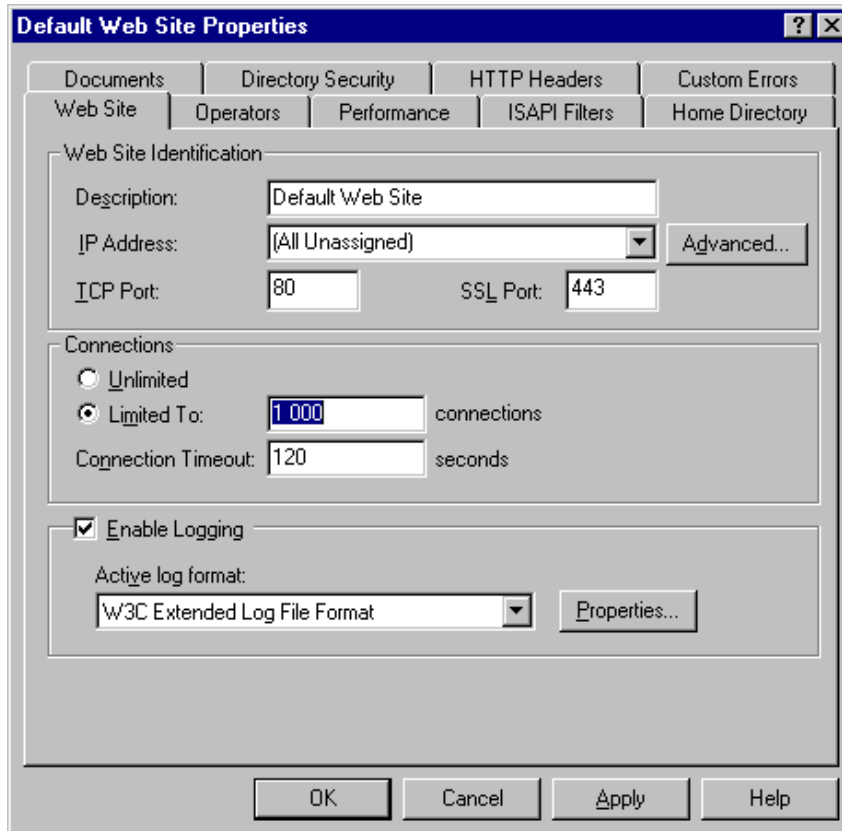 Default Web Site Properties
Documents Directory Security HTTP Headers Custom Errors
Web Site Operators Performance ISAPI Filters Home Directory
Web Site Identification
Description: Default Web Site
IP Address: (All Unassigned) Advanced...
TCP Port: 80 SSL Port: 443
Connections
Unlimited
Limited To: 1 000 connections
Connection Timeout: 120 seconds
Enable Logging
Active log format:
W3C Extended Log File Format Properties...
OK Cancel Apply Help